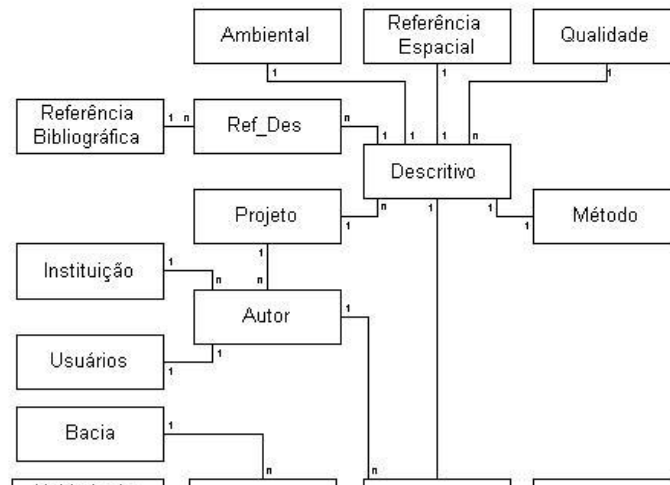 Ambiental
Referência
Espacial
Qualidade
1
1
1
Referência
Bibliográfica
1 n
Ref_Des
n
1
1
1
n
Descritivo
Projeto
n
1
1
1
1
Método
1
n
Instituição
1
n
Autor
1
Usuários
1
1
Bacia
1
n
n